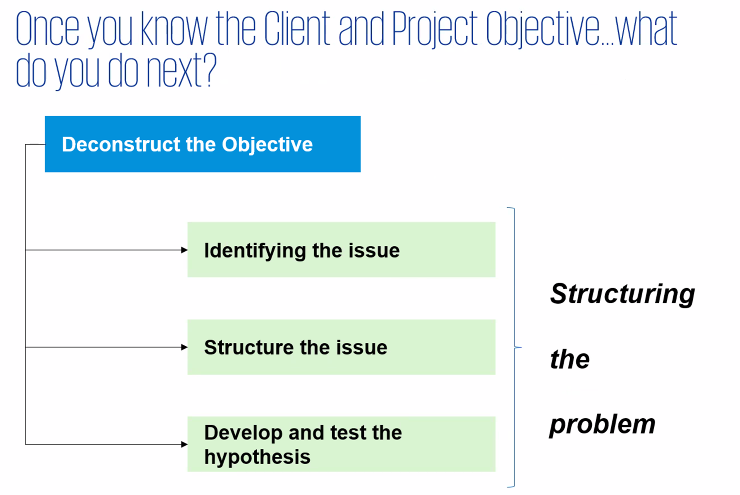 Once you know the Client and Project Objective...what
do you do next?
Deconstruct the Objective
Identifying the issue
Structure the issue
Develop and test the
hypothesis
Structuring
the
problem